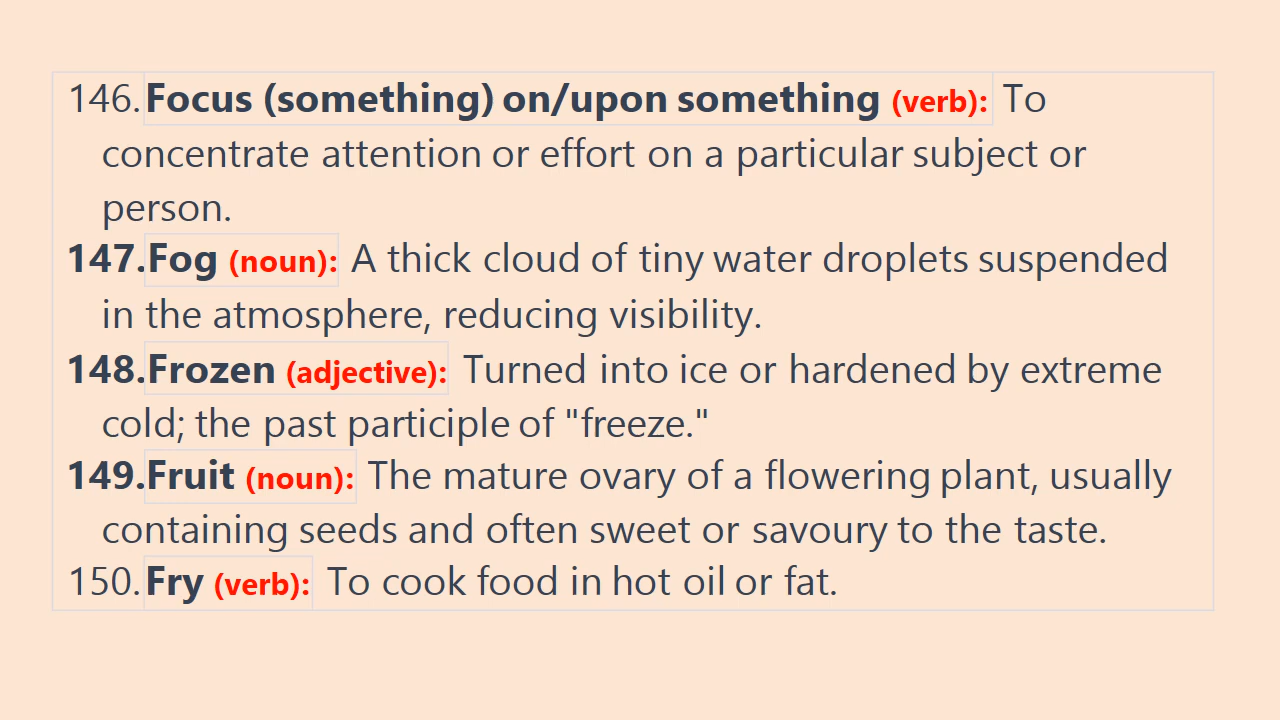 146. Focus (something) on/upon something (verb): To
concentrate attention or effort on a particular subject or
person.
147. Fog (noun): A thick cloud of tiny water droplets suspended
in the atmosphere, reducing visibility.
148. Frozen (adjective): Turned into ice or hardened by extreme
cold; the past participle of "freeze."
149. Fruit (noun): The mature ovary of a flowering plant, usually
containing seeds and often sweet or savoury to the taste.
150. Fry (verb): To cook food in hot oil or fat.